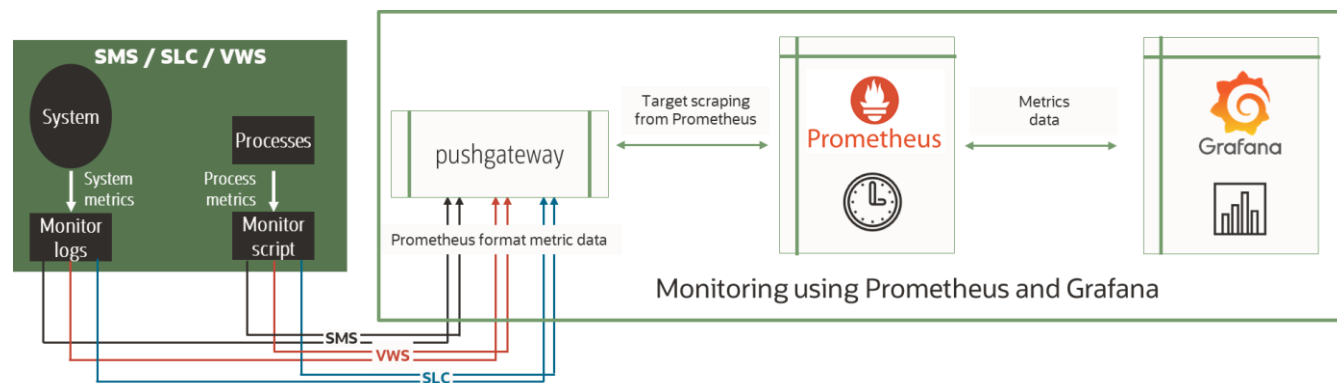 SMS / SLC / VWS
System
Processes
System
metrics
Process
metrics
Monitor
logs
Monitor
script
pushgateway
Prometheus format metric data
Target scraping
from Prometheus
Prometheus
Metrics
data
Grafana
Monitoring using Prometheus and Grafana
SMS
VWS
SLC